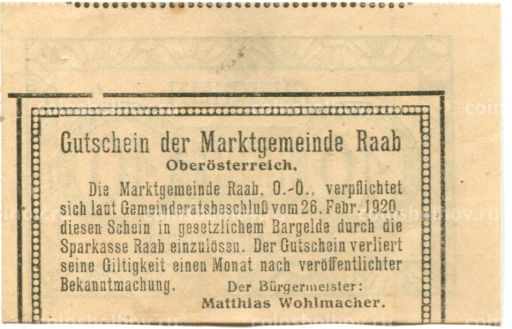 Gutschein der Marktgemeinde Raab
Oberösterreich.
Die Marktgemeinde Raab, O.-Ö., verpflichtet
sich laut Gemeinderatsbeschluß vom 26. Febr. 1920,
diesen Schein in gesetzlichem Bargelde durch die
Sparkasse Raab einzulösen. Der Gutschein verliert
seine Giltigkeit einen Monat nach veröffentlichter
Bekanntmachung.
Der Bürgermeister:
Matthias Wohlmacher.